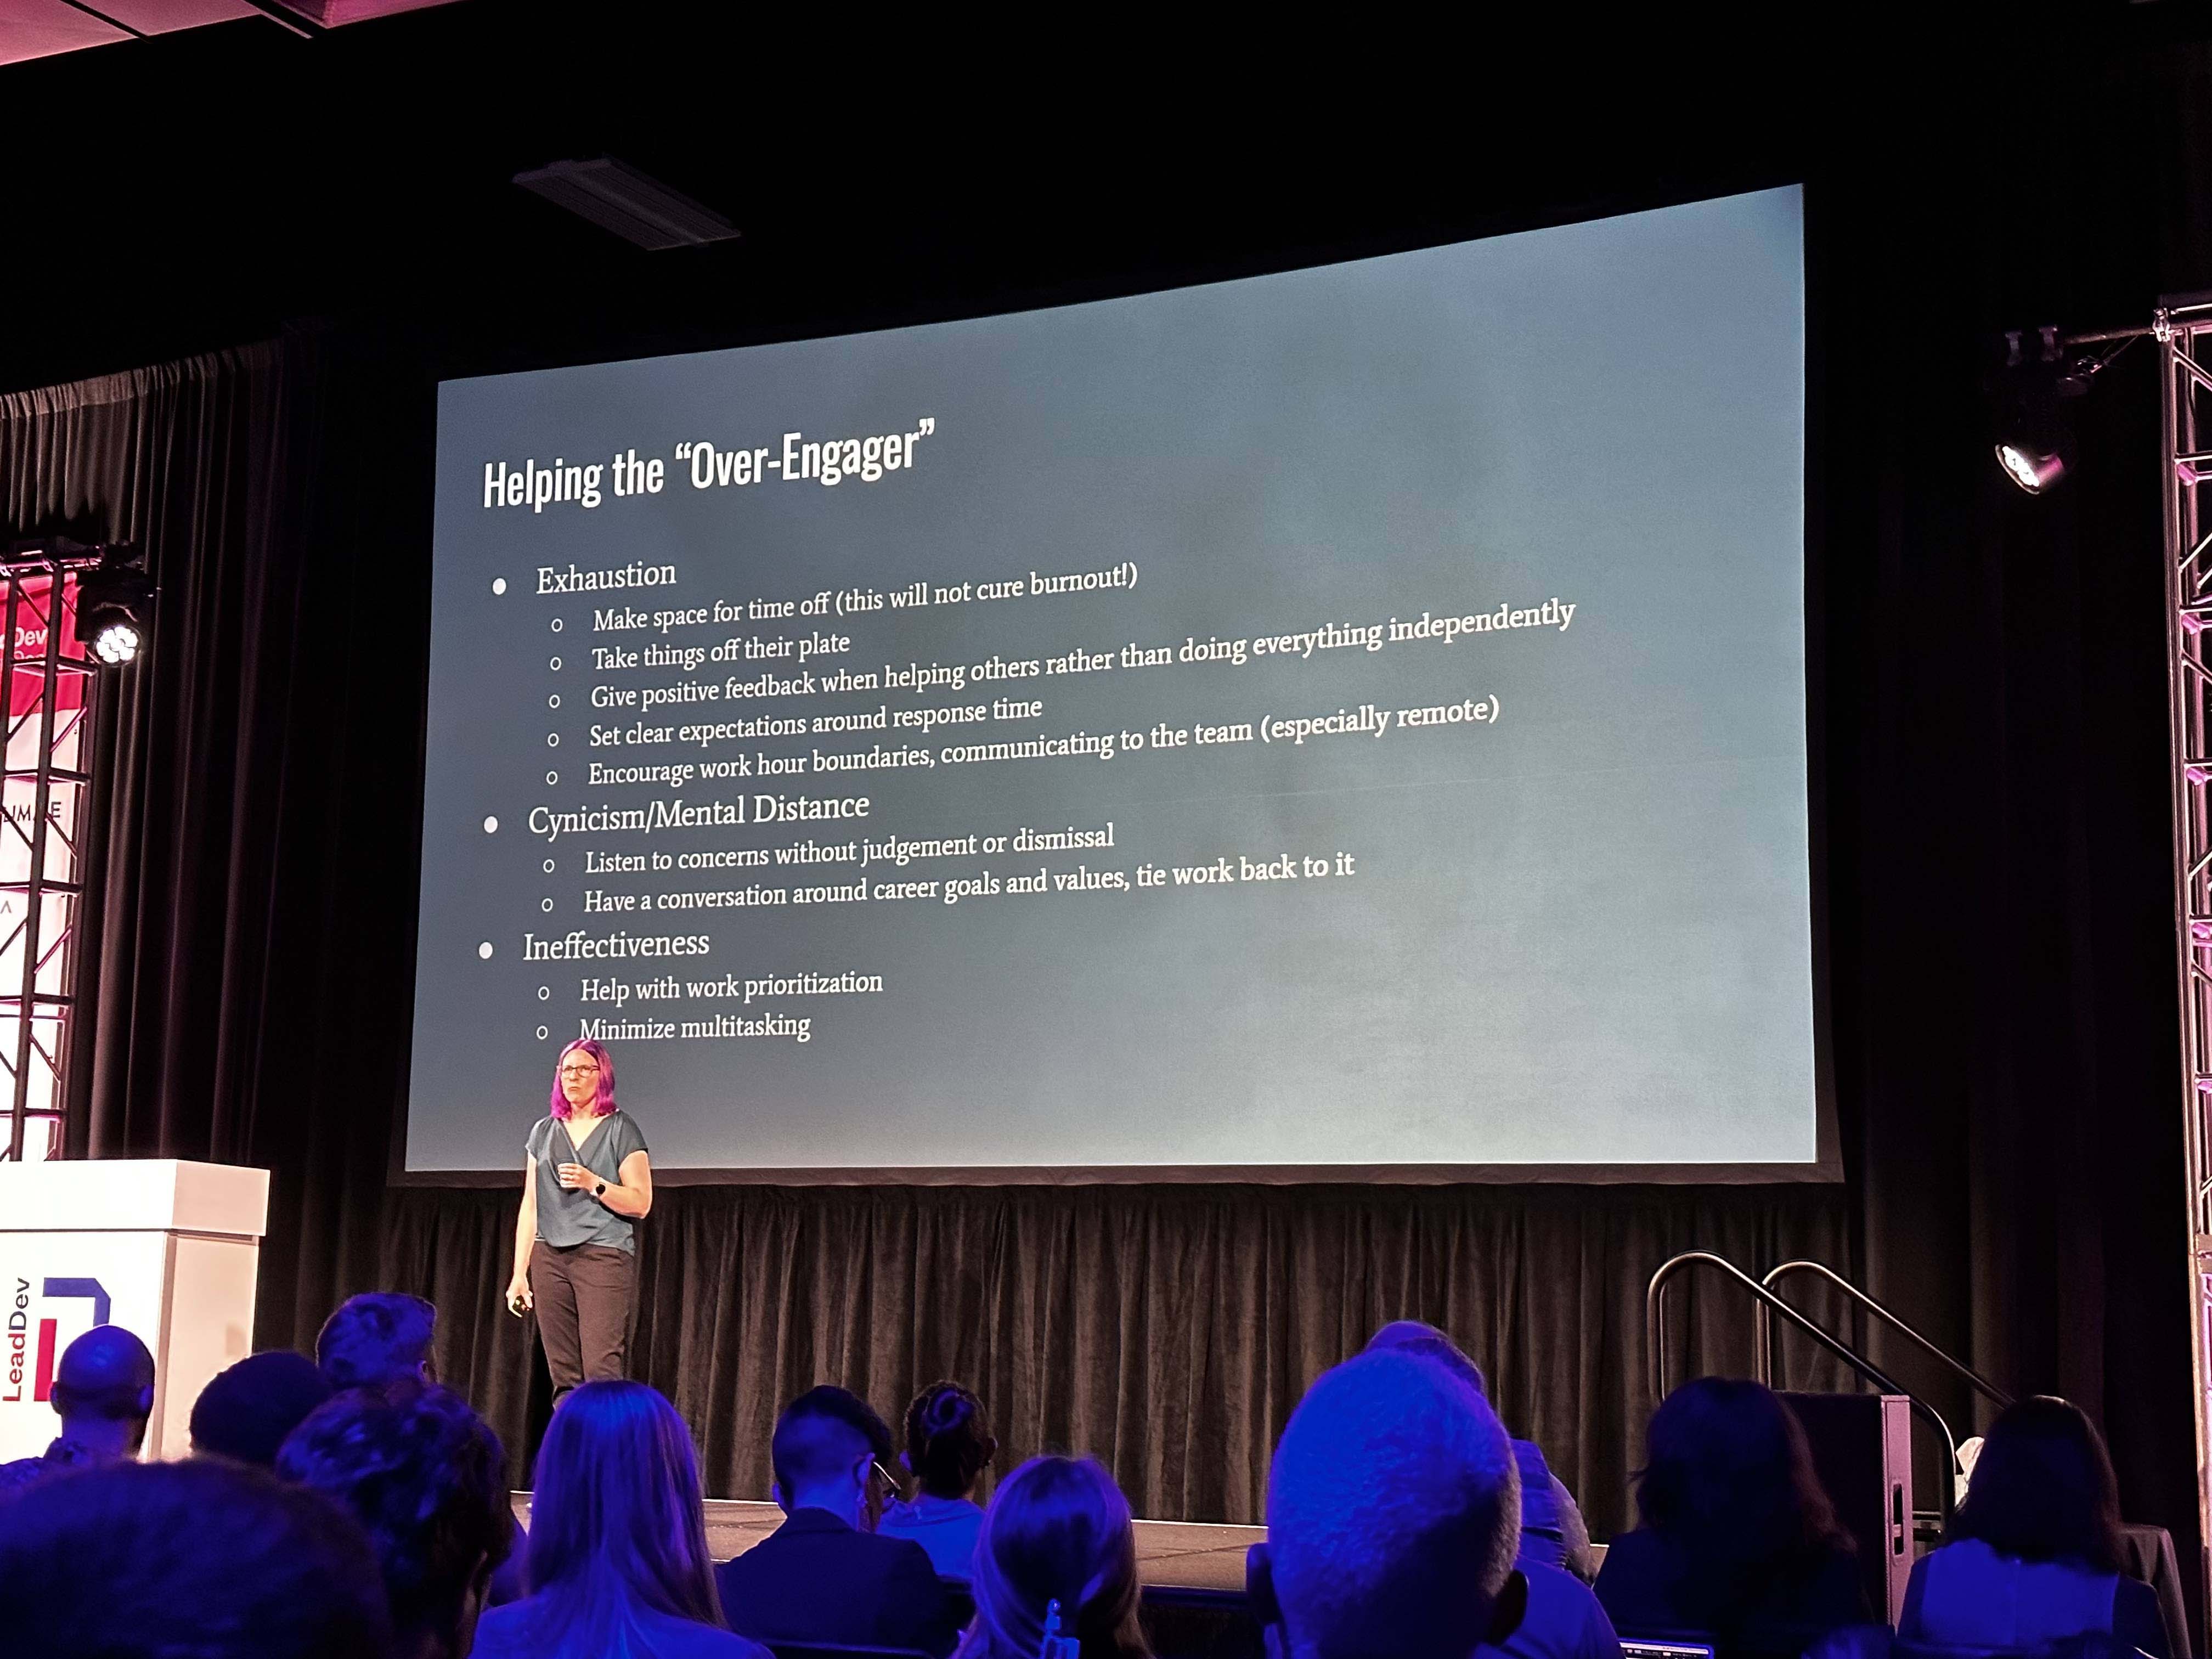 Helping the “Over-Engager”
● Exhaustion
○ Make space for time off (this will not cure burnout!)
○ Take things off their plate
○ Give positive feedback when helping others rather than doing everything independently
○ Set clear expectations around response time
○ Encourage work hour boundaries, communicating to the team (especially remote)
● Cynicism/Mental Distance
○ Listen to concerns without judgement or dismissal
○ Have a conversation around career goals and values, tie work back to it
● Ineffectiveness
○ Help with work prioritization
○ Minimize multitasking
Dev
LeadDev